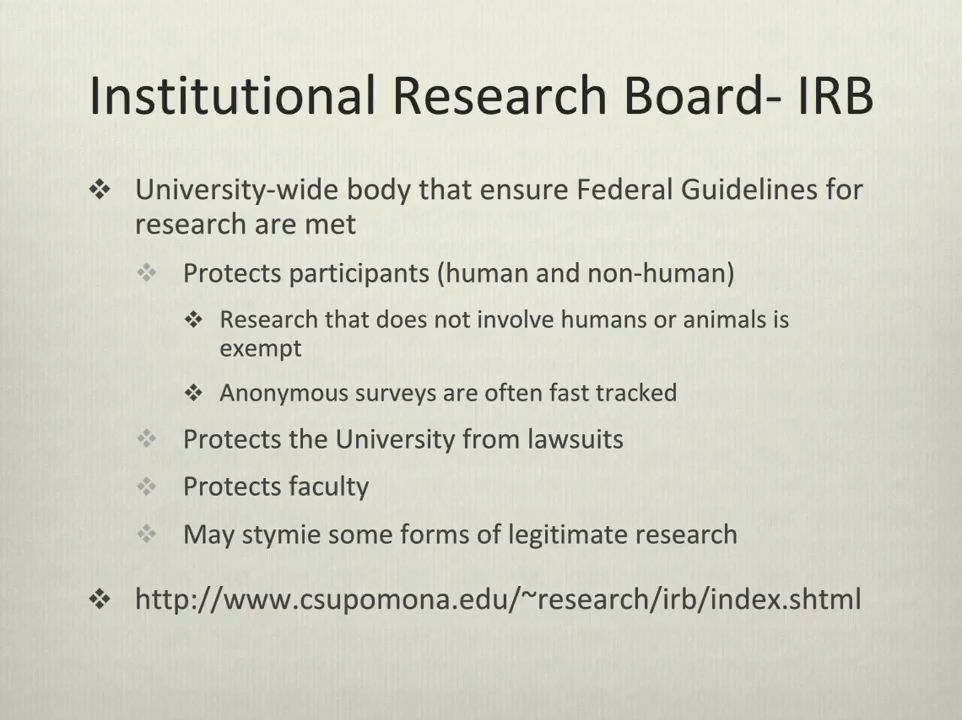 Institutional Research Board- IRB
University-wide body that ensure Federal Guidelines for
research are met
Protects participants (human and non-human)
Research that does not involve humans or animals is
exempt
Anonymous surveys are often fast tracked
Protects the University from lawsuits
Protects faculty
May stymie some forms of legitimate research
http://www.csupomona.edu/~research/irb/index.shtml